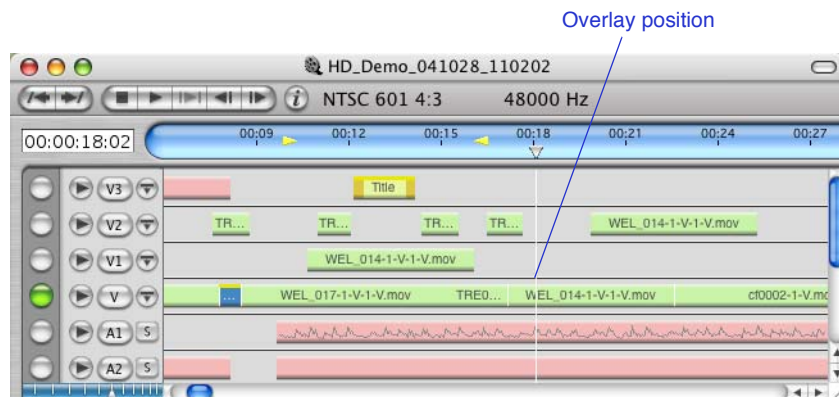 Overlay position
HD_Demo_041028_110202
NTSC 601 4:3 48000 Hz
00:00:18:02 00:09 00:12 00:15 00:18 00:21 00:24 00:27
V3 Title
V2 TR... TR... TR... TR... WEL_014-1-V-1-V.mov
V1 WEL_014-1-V-1-V.mov
V ... WEL_017-1-V-1-V.mov TRE0... WEL_014-1-V-1-V.mov cf0002-1-V.mo
A1 S
A2 S